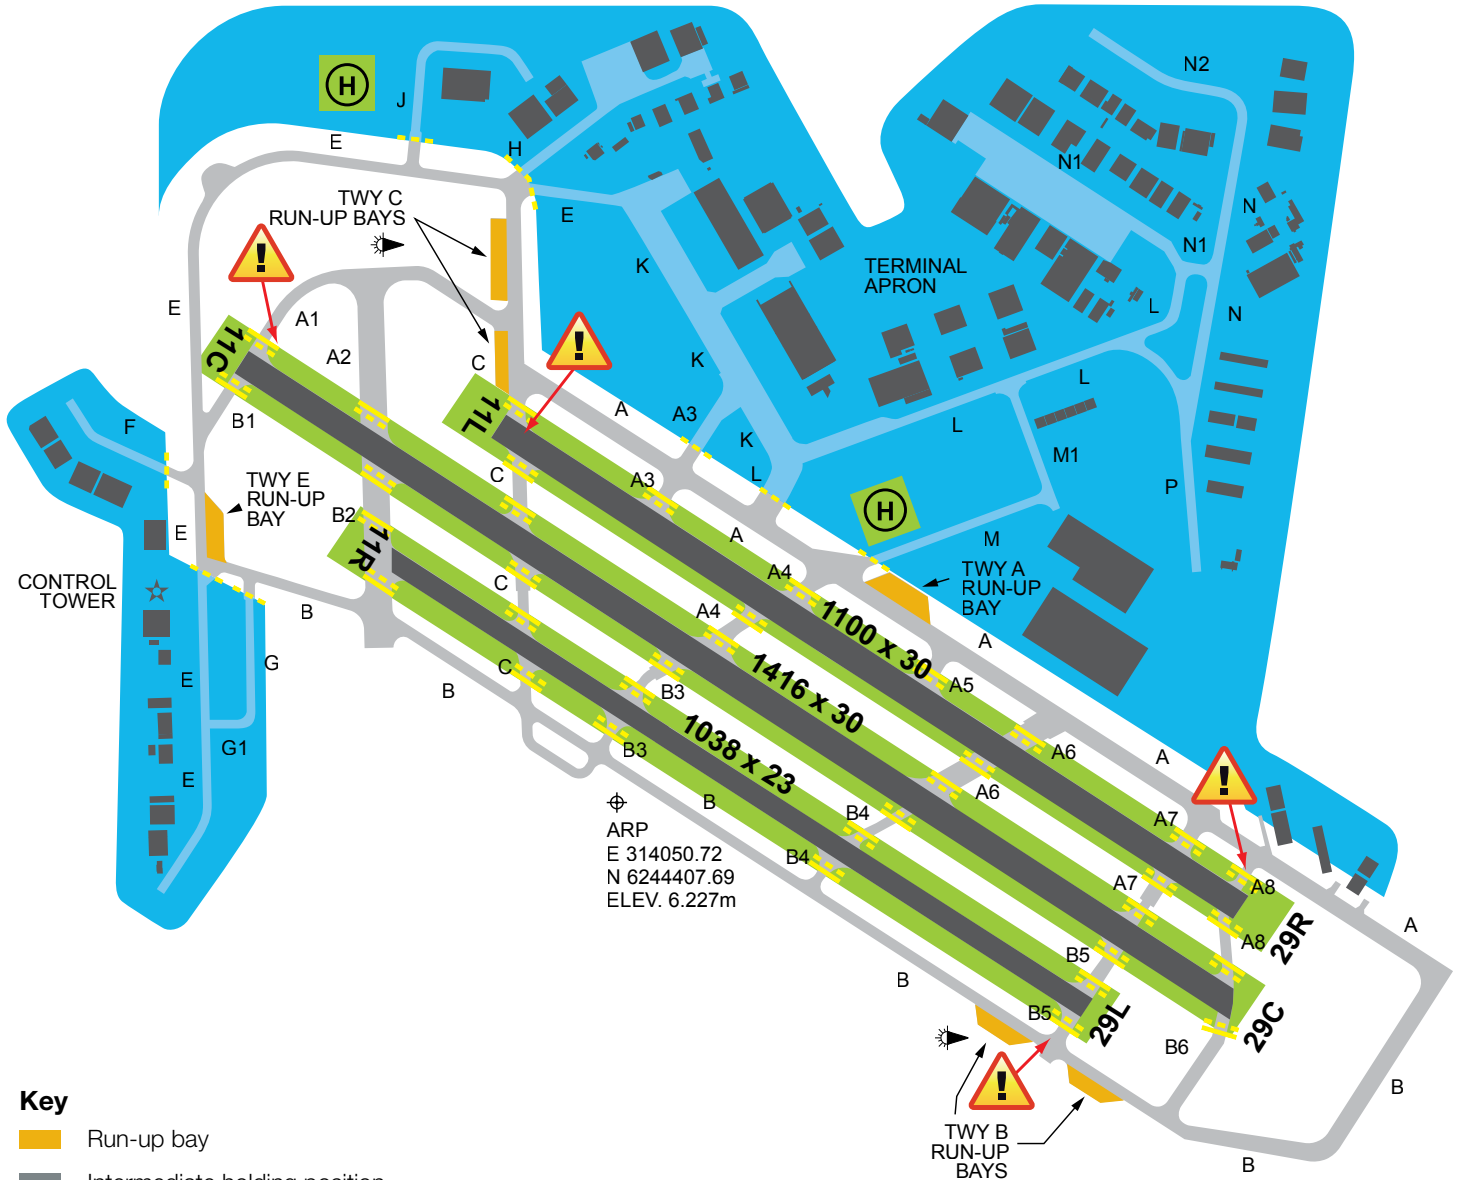 N2
H
J
E
H
N1
TWY C
RUN-UP BAYS
E
N
N1
K
TERMINAL
APRON
E
L
N
A1
A2
11C
C
K
L
A
A3
B1
11L
F
K
L
M1
C
A3
L
P
TWY E
RUN-UP
BAY
B2
H
E
11R
A
M
CONTROL
TOWER
C
A4
TWY A
RUN-UP
BAY
B
A4
1100 x 30
A
G
C
E
B
B3
1416 x 30
A5
G1
B3
1038 x 23
A6
A
E
A6
B
ARP
E 314050.72
N 6244407.69
ELEV. 6.227m
B4
A7
B4
A7
A8
A8
29R
A
B5
B
B5
29L
29C
B6
B
Key
Run-up bay
TWY B
RUN-UP
BAYS
B
Intermediate holding position